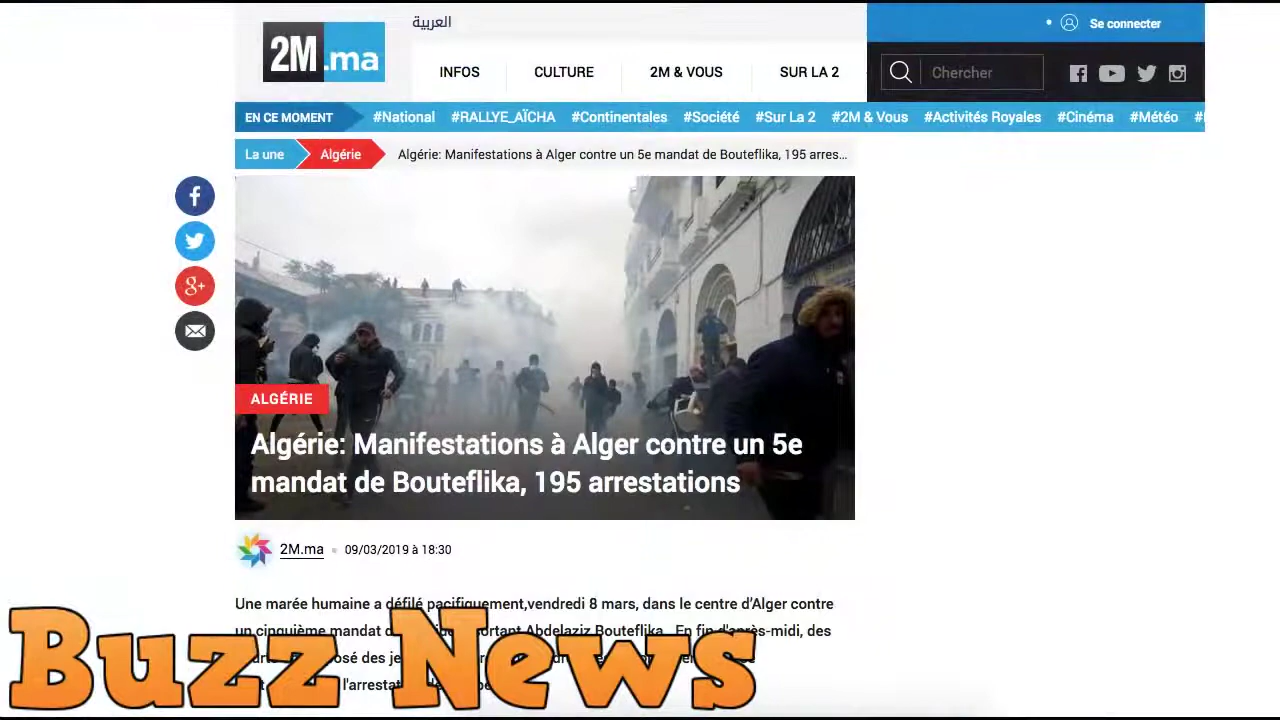 العربية
Se connecter
2M.ma
INFOS
CULTURE
2M & VOUS
SUR LA 2
Chercher
EN CE MOMENT
#National
#RALLYE_AÏCHA
#Continentales
#Société
#Sur La 2
#2M & Vous
#Activités Royales
#Cinéma
#Météo
La une
Algérie
Algérie: Manifestations à Alger contre un 5e mandat de Bouteflika, 195 arres...
ALGÉRIE
Algérie: Manifestations à Alger contre un 5e
mandat de Bouteflika, 195 arrestations
2M.ma
09/03/2019 à 18:30
Une marée humaine a défilé pacifiquement,vendredi 8 mars, dans le centre d'Alger contre
un cinquième mandat sortant Abdelaziz Bouteflika. En fin d'après-midi, des
des
Buzz News